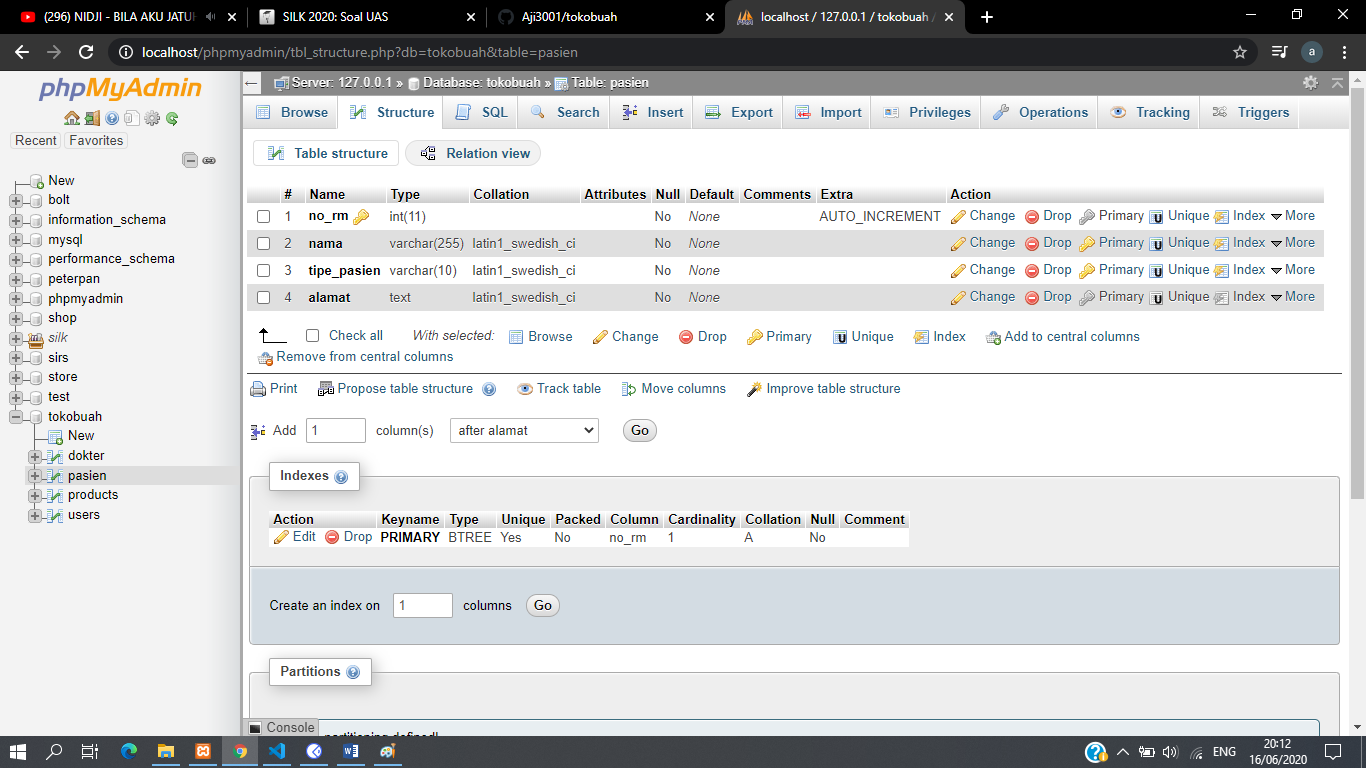 (296) NIDJI - BILA AKU JATUH
SILK 2020: Soal UAS
Aji3001/tokobuah
localhost / 127.0.0.1 / tokobuah /
localhost/phpmyadmin/tbl_structure.php?db=tokobuah&table=pasien
a
phpMyAdmin
Recent Favorites
New
bolt
information_schema
mysql
performance_schema
peterpan
phpmyadmin
shop
silk
sirs
store
test
tokobuah
New
dokter
pasien
products
users
Server: 127.0.0.1 » Database: tokobuah » Table: pasien
Browse Structure SQL Search Insert Export Import Privileges Operations Tracking Triggers
Table structure Relation view
# Name Type Collation Attributes Null Default Comments Extra Action
1 no_rm int(11) No None AUTO_INCREMENT Change Drop Primary Unique Index More
2 nama varchar(255) latin1_swedish_ci No None Change Drop Primary Unique Index More
3 tipe_pasien varchar(10) latin1_swedish_ci No None Change Drop Primary Unique Index More
4 alamat text latin1_swedish_ci No None Change Drop Primary Unique Index More
Check all With selected: Browse Change Drop Primary Unique Index Add to central columns
Remove from central columns
Print Propose table structure Track table Move columns Improve table structure
Add 1 column(s) after alamat Go
Indexes
Action Keyname Type Unique Packed Column Cardinality Collation Null Comment
Edit Drop PRIMARY BTREE Yes No no_rm 1 A No
Create an index on 1 columns Go
Partitions
Console
partitioning defined!
ENG
20:12
16/06/2020